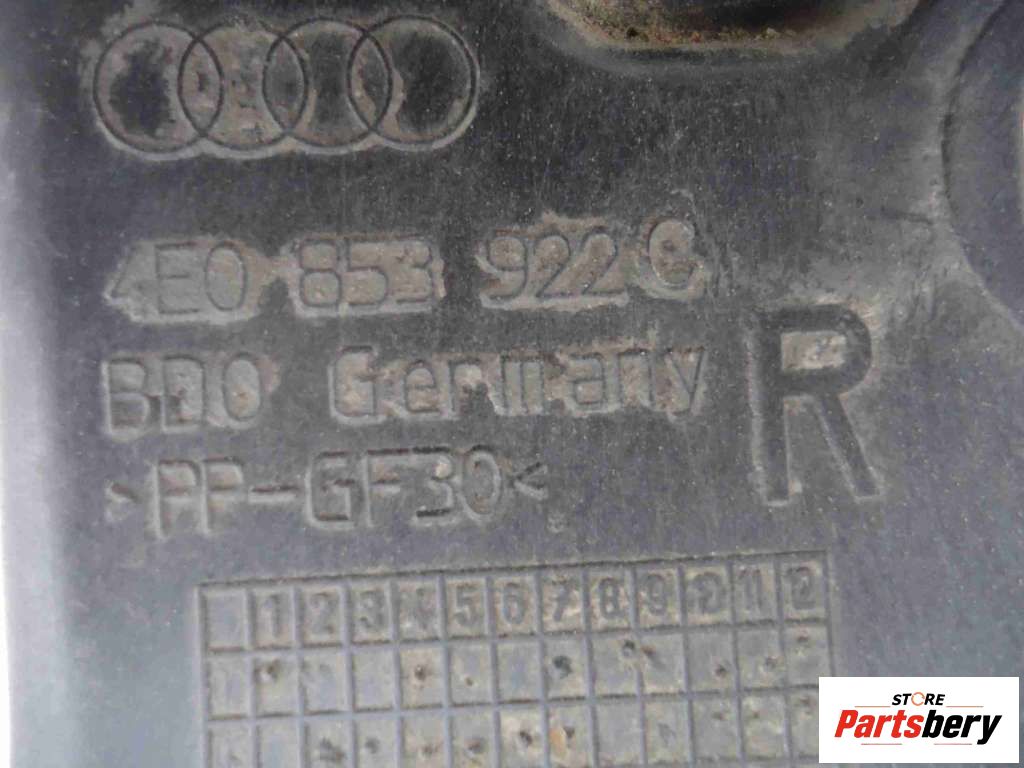 4E0 853 922 C
BDO Germany
R
>PP-GF30<
1 2 3 4 5 6 7 8 9 10 11 12
STORE
Partsbery